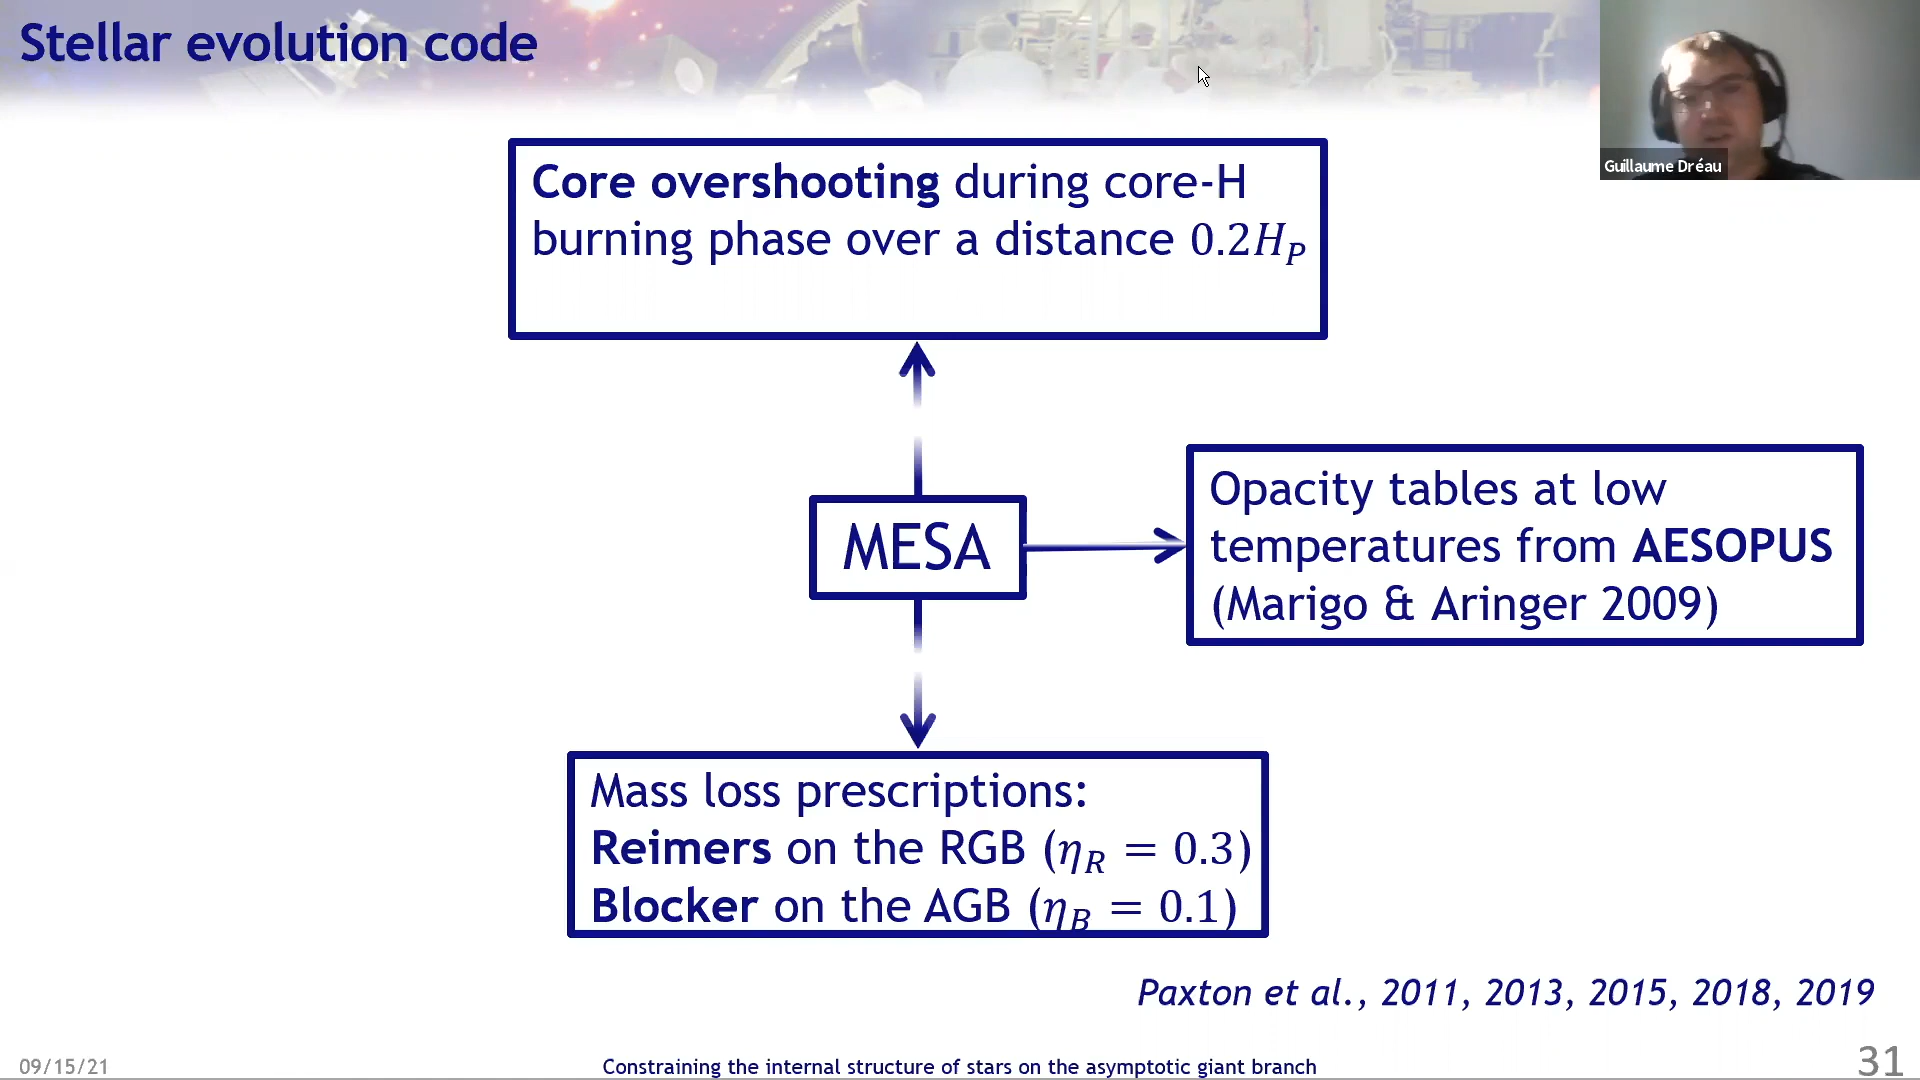 Stellar evolution code
Guillaume Dréau
Core overshooting during core-H
burning phase over a distance 0.2H_P
MESA
Opacity tables at low
temperatures from AESOPUS
(Marigo & Aringer 2009)
Mass loss prescriptions:
Reimers on the RGB (η_R = 0.3)
Blocker on the AGB (η_B = 0.1)
Paxton et al., 2011, 2013, 2015, 2018, 2019
09/15/21
Constraining the internal structure of stars on the asymptotic giant branch
31